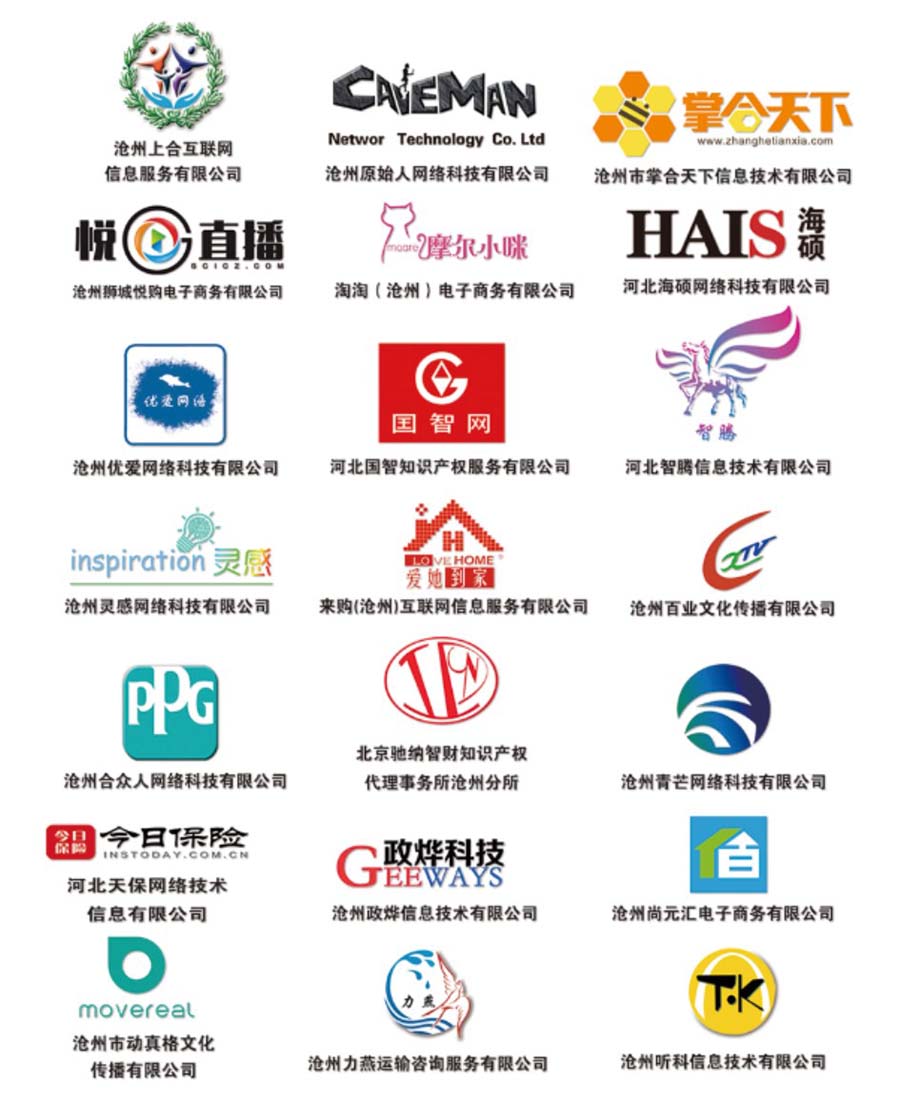 沧州上合互联网
信息服务有限公司
CAVEMAN
Networ Technology Co. Ltd
沧州原始人网络科技有限公司
掌合天下
www.zhanghetianxia.com
沧州市掌合天下信息技术有限公司
悦G直播
SCICZ.COM
沧州狮城悦购电子商务有限公司
moore
摩尔小咪
淘淘（沧州）电子商务有限公司
HAIS
海硕
河北海硕网络科技有限公司
优爱网络
沧州优爱网络科技有限公司
G
国智网
河北国智知识产权服务有限公司
智腾
河北智腾信息技术有限公司
inspiration 灵感
沧州灵感网络科技有限公司
H
LOVE HOME
爱她到家
来购(沧州)互联网信息服务有限公司
XTV
沧州百业文化传播有限公司
PPG
沧州合众人网络科技有限公司
北京驰纳智财知识产权
代理事务所沧州分所
沧州青芒网络科技有限公司
今日
保险
今日保险
INSTODAY.COM.CN
河北天保网络技术
信息有限公司
政烨科技
GEEWAYS
沧州政烨信息技术有限公司
沧州尚元汇电子商务有限公司
movereal
沧州市动真格文化
传播有限公司
力燕
沧州力燕运输咨询服务有限公司
T·K
沧州听科信息技术有限公司